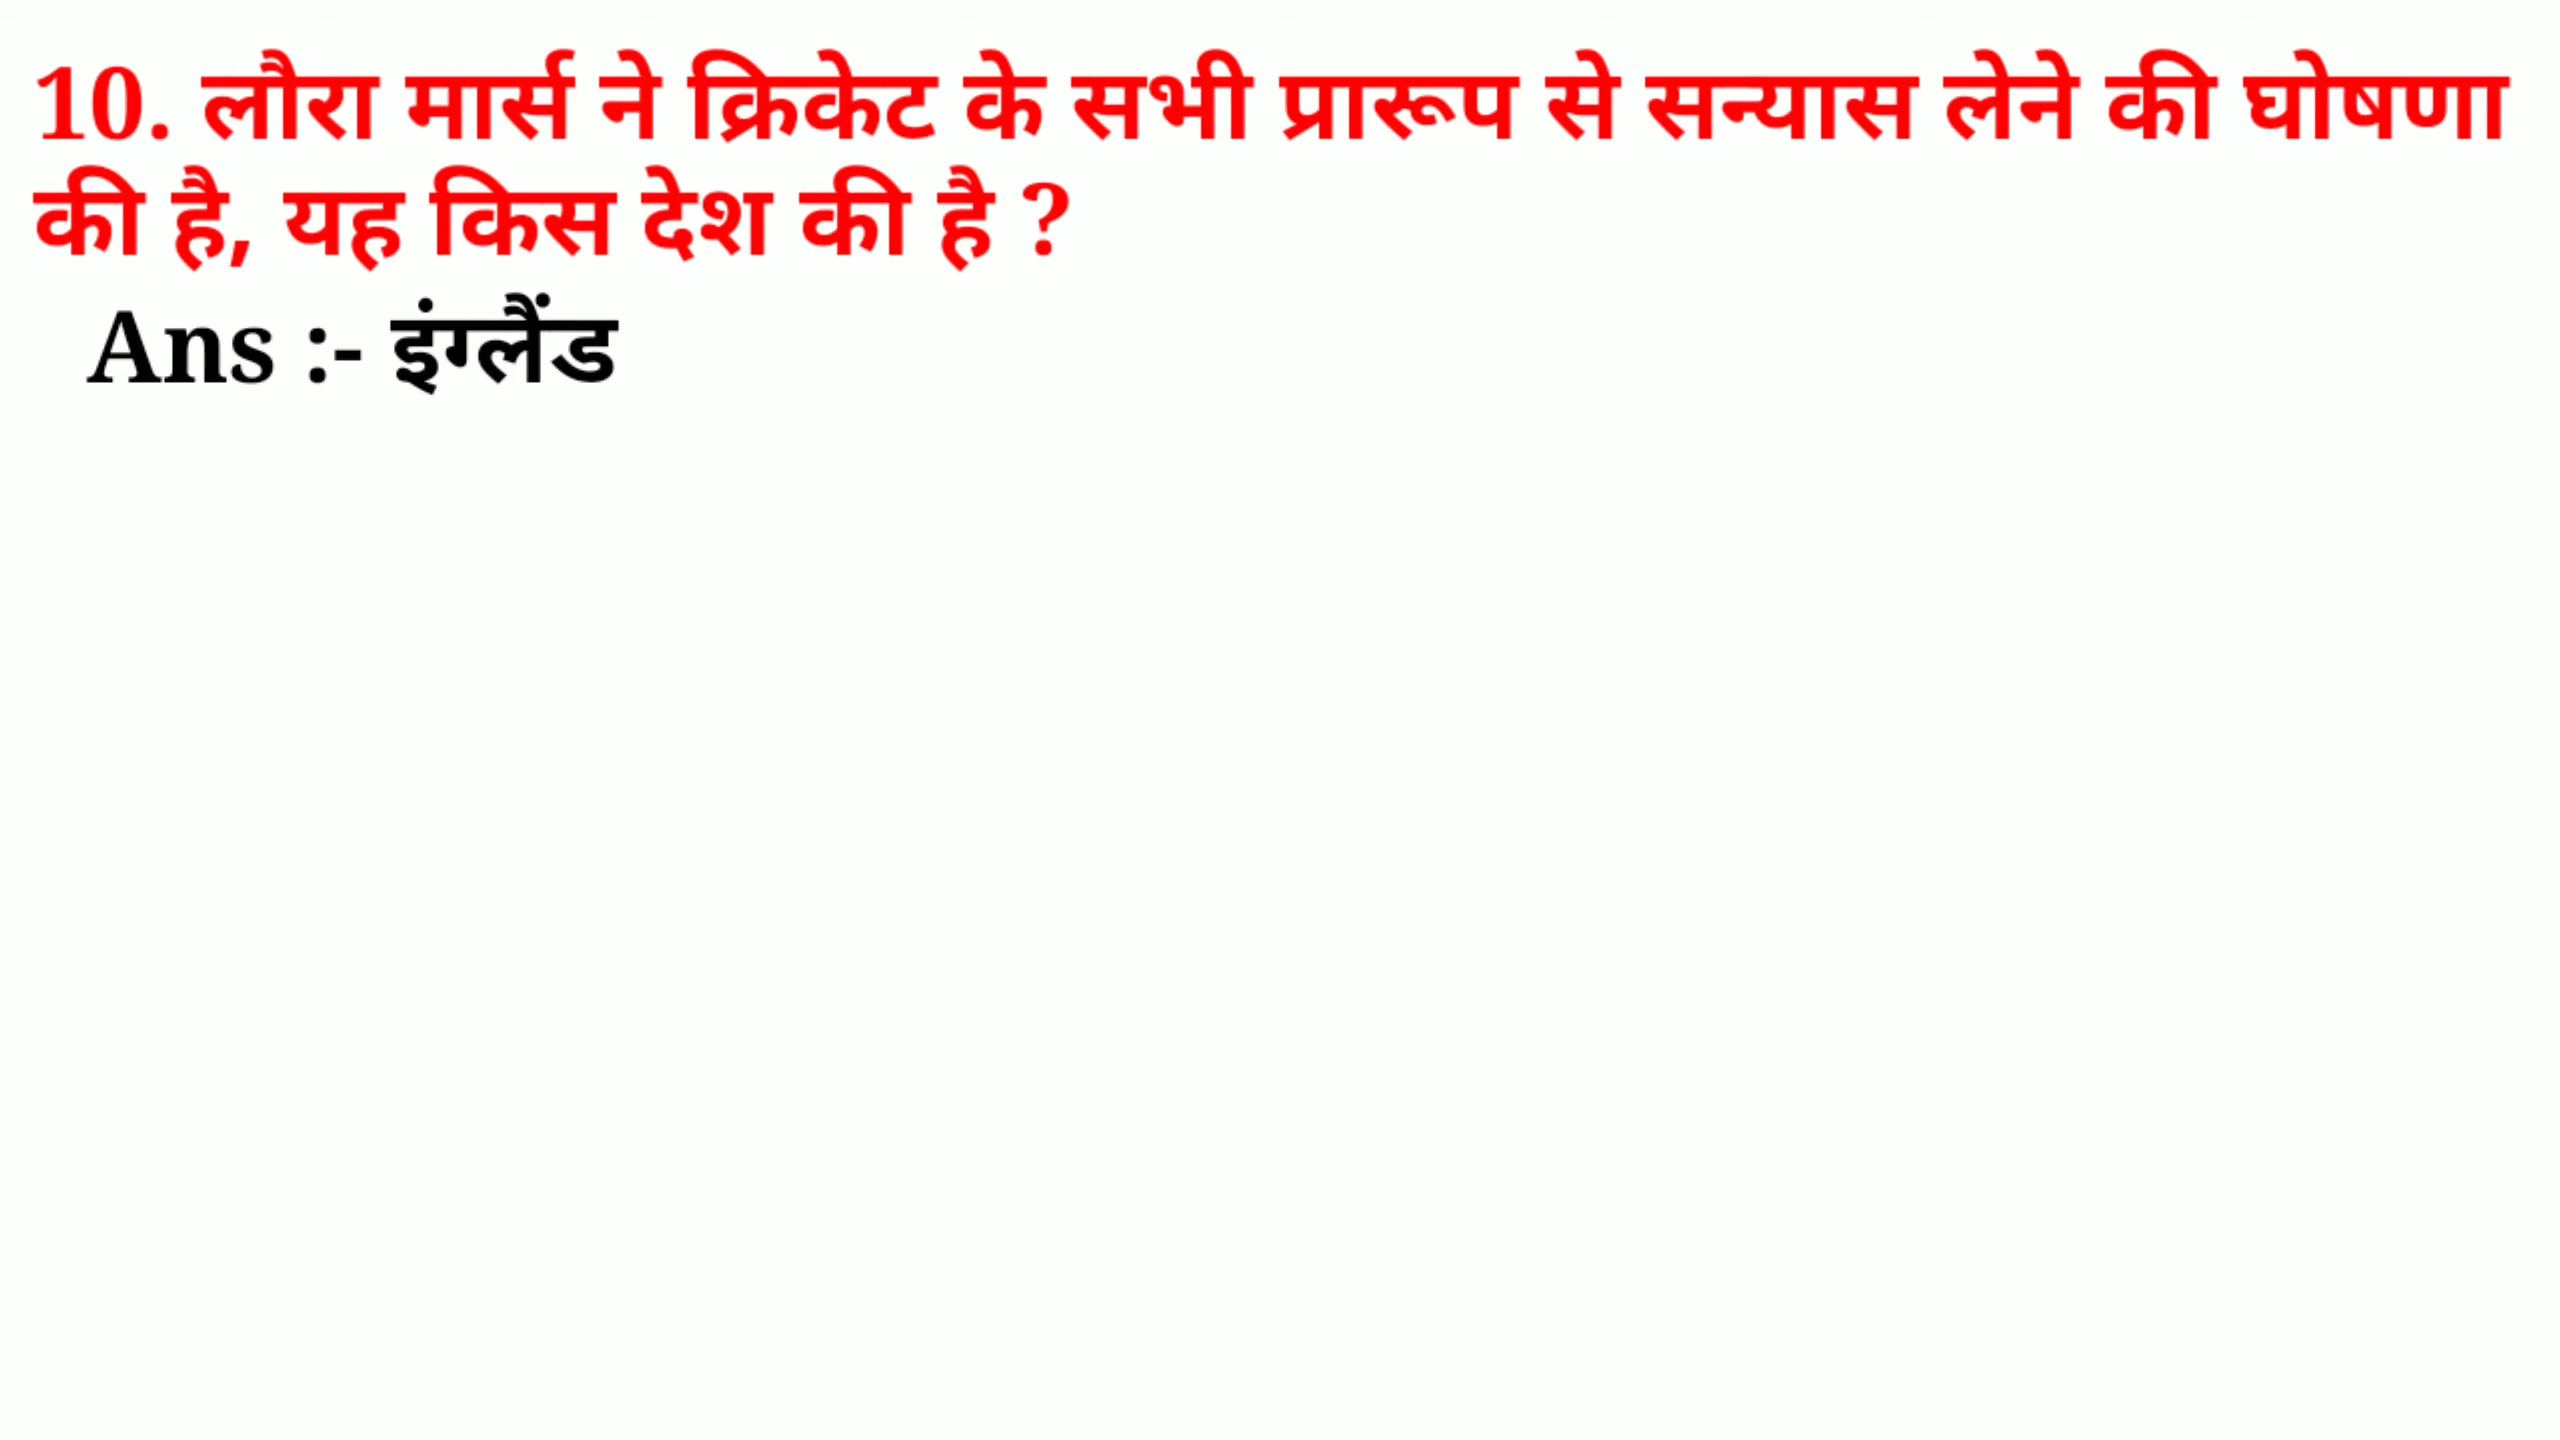 10. लौरा मार्स ने क्रिकेट के सभी प्रारूप से सन्यास लेने की घोषणा
की है, यह किस देश की है ?
Ans :- इंग्लैंड